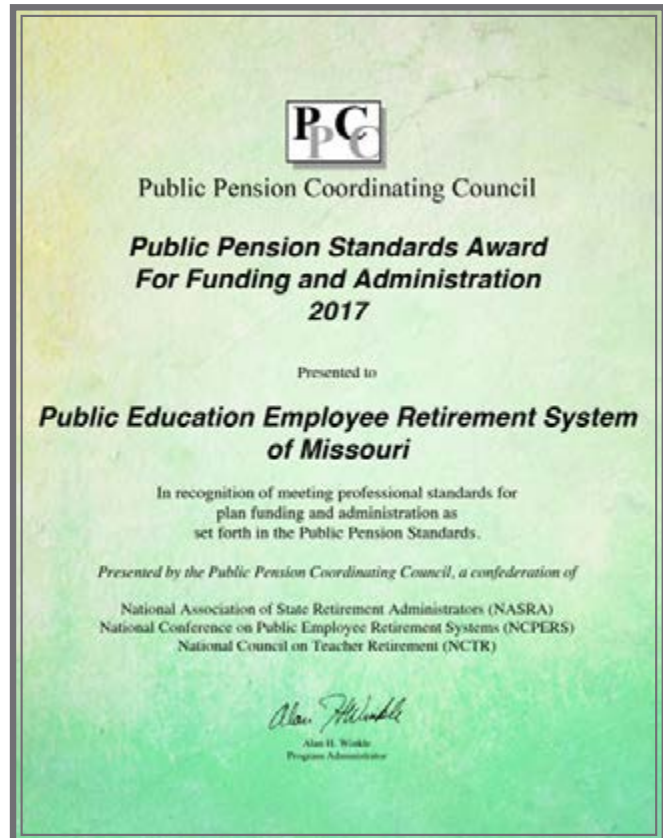 PPCC
Public Pension Coordinating Council
Public Pension Standards Award
For Funding and Administration
2017
Presented to
Public Education Employee Retirement System
of Missouri
In recognition of meeting professional standards for
plan funding and administration as
set forth in the Public Pension Standards.
Presented by the Public Pension Coordinating Council, a confederation of
National Association of State Retirement Administrators (NASRA)
National Conference on Public Employee Retirement Systems (NCPERS)
National Council on Teacher Retirement (NCTR)
Alan H Winkle
Alan H. Winkle
Program Administrator